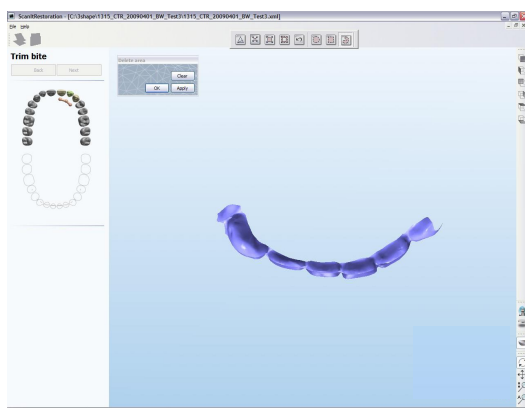 ScanitRestoration - [C:\3shape\1315_CTR_20090401_BW_Test3\1315_CTR_20090401_BW_Test3.xml]
File Help
Trim bite
Back Next
Delete area
Clear
OK Apply